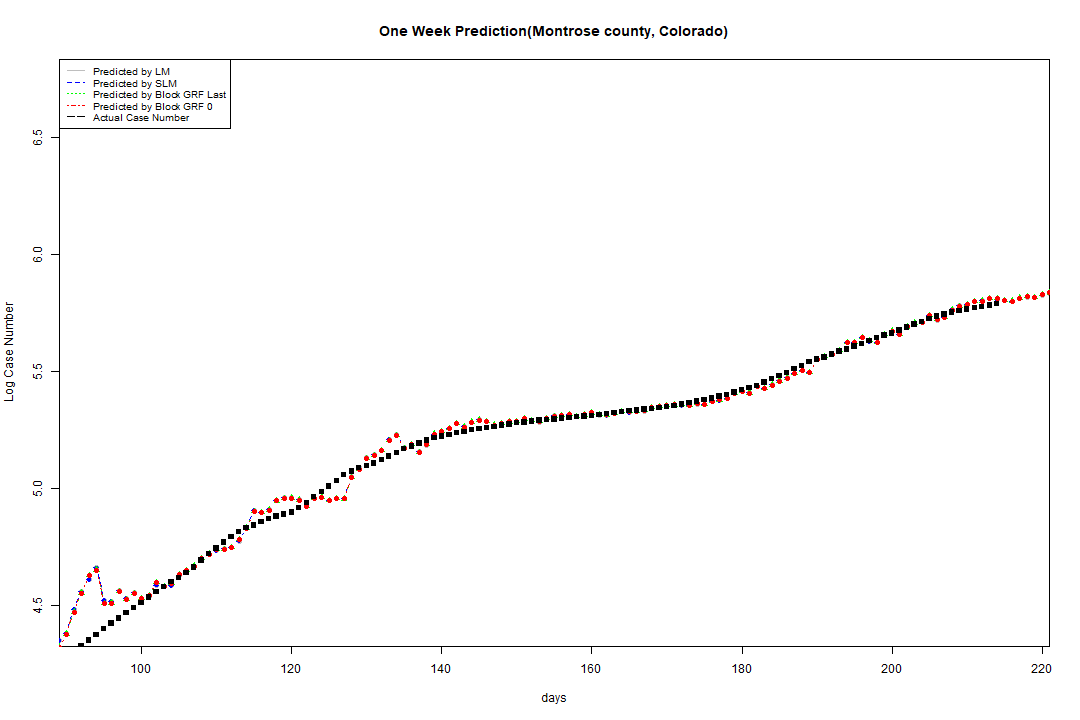 One Week Prediction(Montrose county, Colorado)
Predicted by LM
Predicted by SLM
Predicted by Block GRF Last
Predicted by Block GRF 0
Actual Case Number
6.5
6.0
5.5
5.0
4.5
Log Case Number
100 120 140 160 180 200 220
days